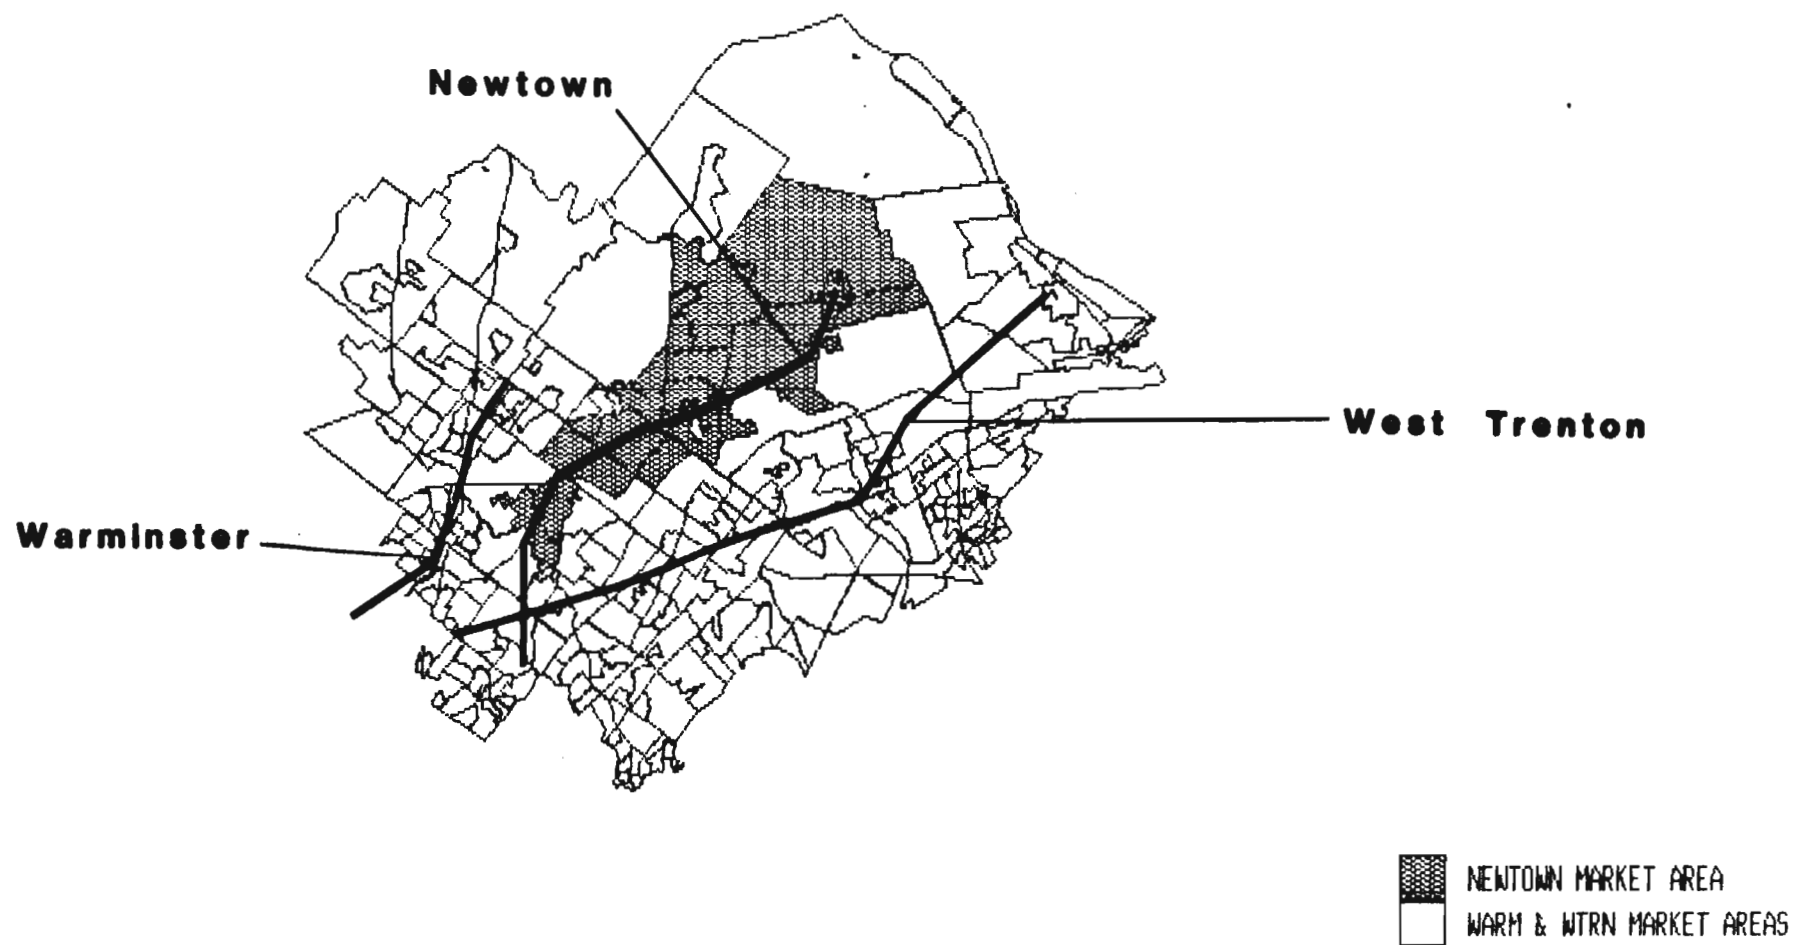 Newtown
West Trenton
Warminster
NEWTOWN MARKET AREA
WARM & WTRN MARKET AREAS